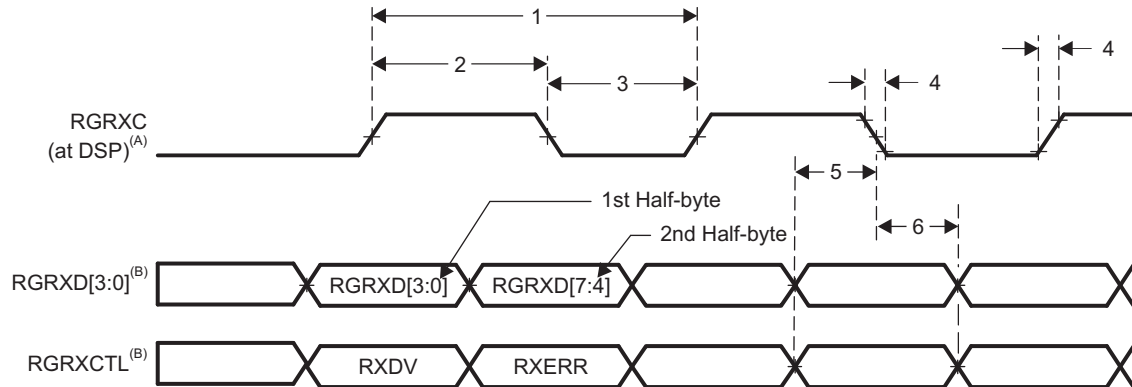 1
2
3
4
4
RGRXC
(at DSP)(A)
5
1st Half-byte
6
2nd Half-byte
RGRXD[3:0](B)
RGRXD[3:0]
RGRXD[7:4]
RGRXCTL(B)
RXDV
RXERR